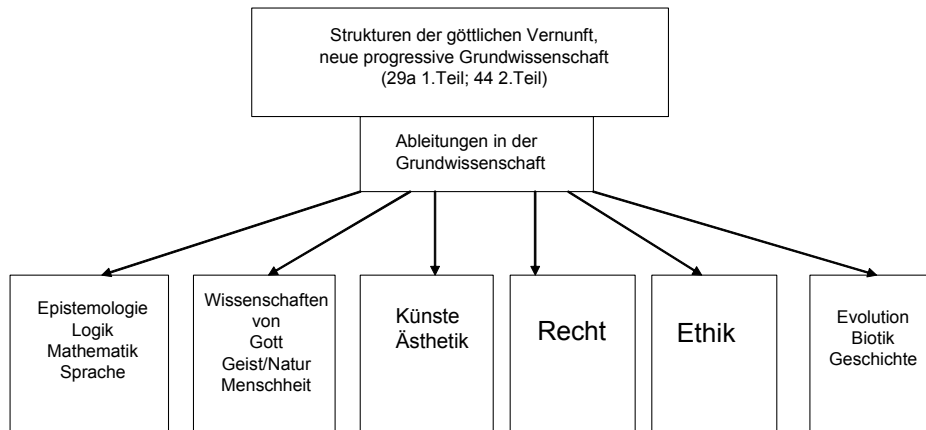 Strukturen der göttlichen Vernunft,
neue progressive Grundwissenschaft
(29a 1.Teil; 44 2.Teil)
Ableitungen in der
Grundwissenschaft
Epistemologie
Logik
Mathematik
Sprache
Wissenschaften
von
Gott
Geist/Natur
Menschheit
Künste
Ästhetik
Recht
Ethik
Evolution
Biotik
Geschichte